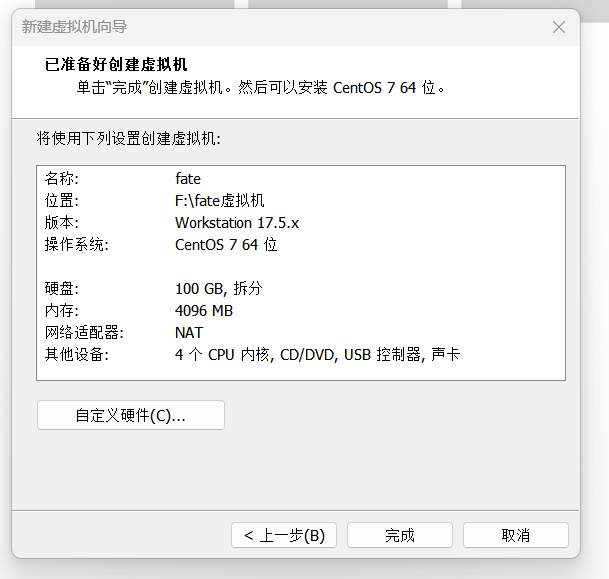 新建虚拟机向导
已准备好创建虚拟机
单击“完成”创建虚拟机。然后可以安装 CentOS 7 64 位。
将使用下列设置创建虚拟机:
名称: fate
位置: F:\fate虚拟机
版本: Workstation 17.5.x
操作系统: CentOS 7 64 位
硬盘: 100 GB, 拆分
内存: 4096 MB
网络适配器: NAT
其他设备: 4 个 CPU 内核, CD/DVD, USB 控制器, 声卡
自定义硬件(C)...
< 上一步(B) 完成 取消